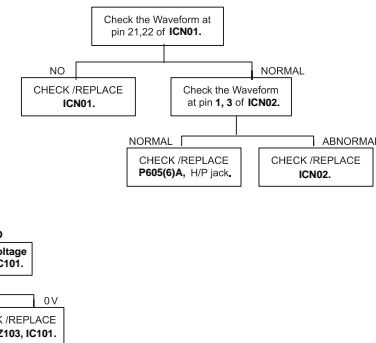 Check the Waveform at
pin 21,22 of ICN01.
NO
NORMAL
CHECK /REPLACE
ICN01.
Check the Waveform
at pin 1, 3 of ICN02.
NORMAL
ABNORMAL
CHECK /REPLACE
P605(6)A, H/P jack.
CHECK /REPLACE
ICN02.
oltage
C101.
0V
/REPLACE
Z103, IC101.